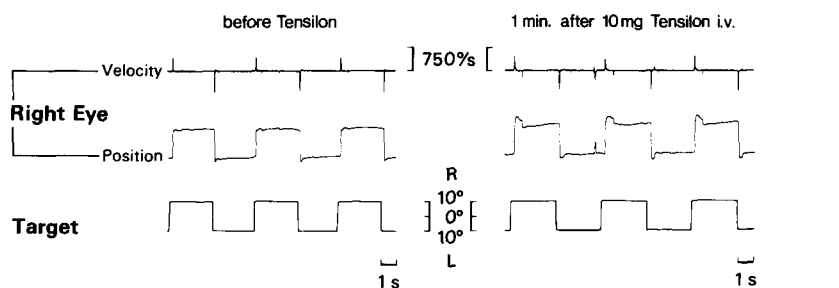 before Tensilon
1 min. after 10 mg Tensilon i.v.
Velocity
750°/s
Right Eye
Position
R
10°
0°
10°
L
Target
1 s
1 s